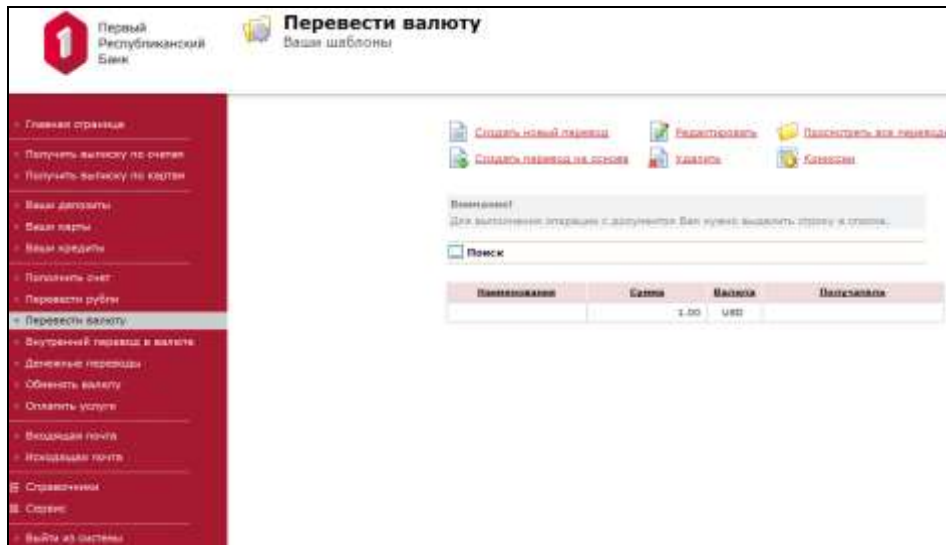 1
Первый
Республиканский
Банк
Перевести валюту
Ваши шаблоны
Главная страница
Получить выписку по счетам
Получить выписку по картам
Ваши депозиты
Ваши карты
Ваши кредиты
Пополнить счет
Перевести рубли
Перевести валюту
Внутренний перевод в валюте
Денежные переводы
Обменять валюту
Оплатить услуги
Входящая почта
Исходящая почта
Справочники
Сервис
Выйти из системы
Создать новый перевод
Редактировать
Просмотреть все переводы
Создать перевод на основе
Удалить
Комиссии
Внимание!
Для выполнения операции с документом Вам нужно выделить строку в списке.
Поиск
Наименование Сумма Валюта Получатель
1.00 USD